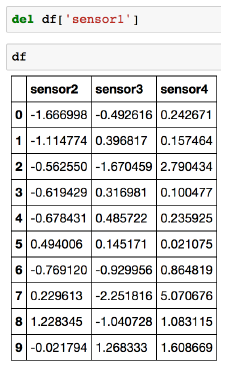 del df['sensor1']
df
sensor2 sensor3 sensor4
0 -1.666998 -0.492616 0.242671
1 -1.114774 0.396817 0.157464
2 -0.562550 -1.670459 2.790434
3 -0.619429 0.316981 0.100477
4 -0.678431 0.485722 0.235925
5 0.494006 0.145171 0.021075
6 -0.769120 -0.929956 0.864819
7 0.229613 -2.251816 5.070676
8 1.228345 -1.040728 1.083115
9 -0.021794 1.268333 1.608669